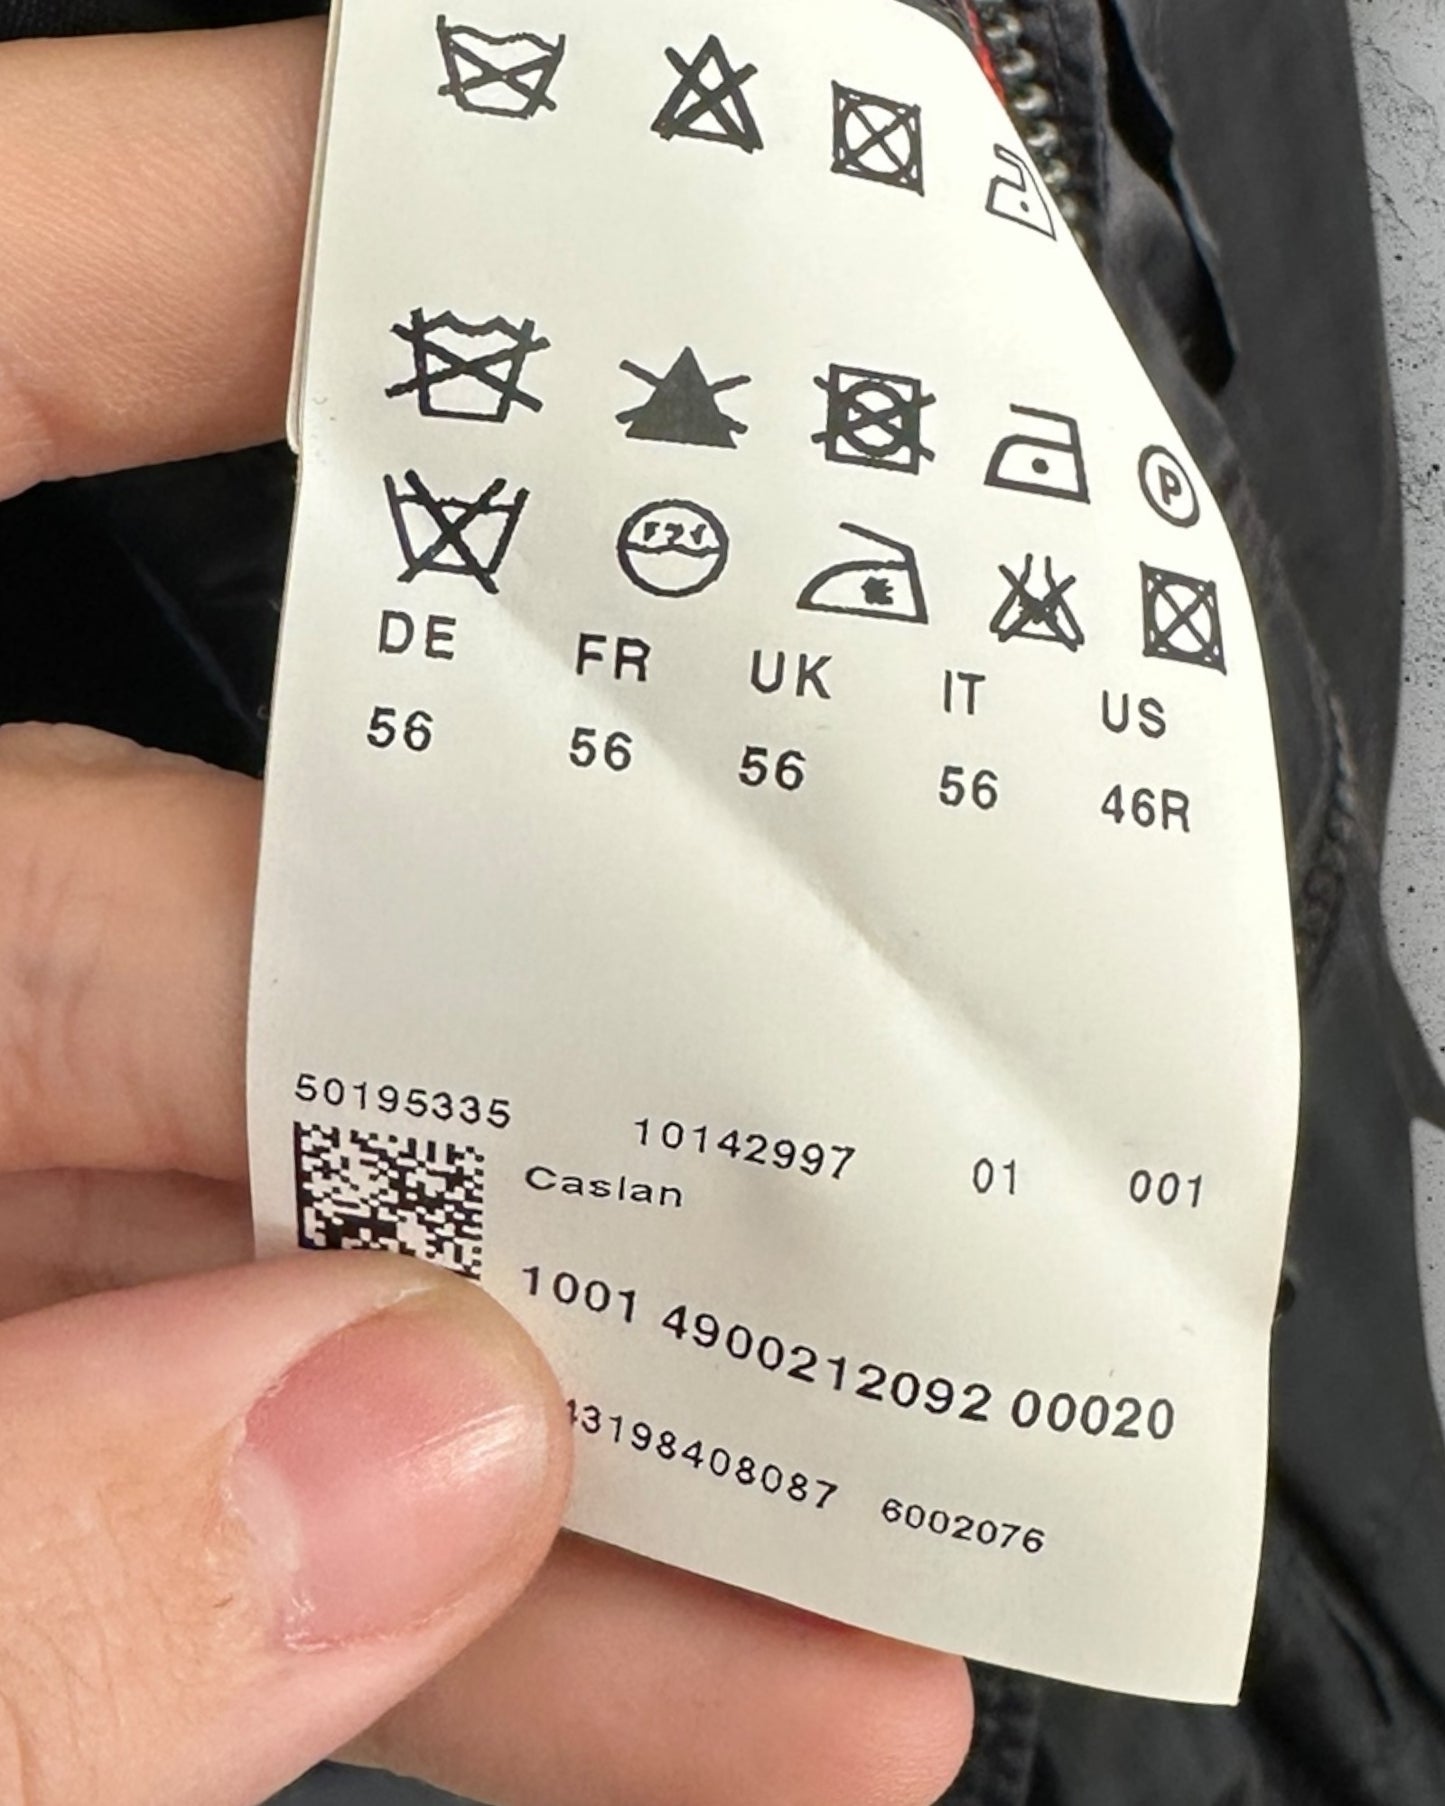 P
DE FR UK IT US
56 56 56 56 46R
50195335 10142997 01 001
Caslan
1001 4900212092 00020
43198408087 6002076